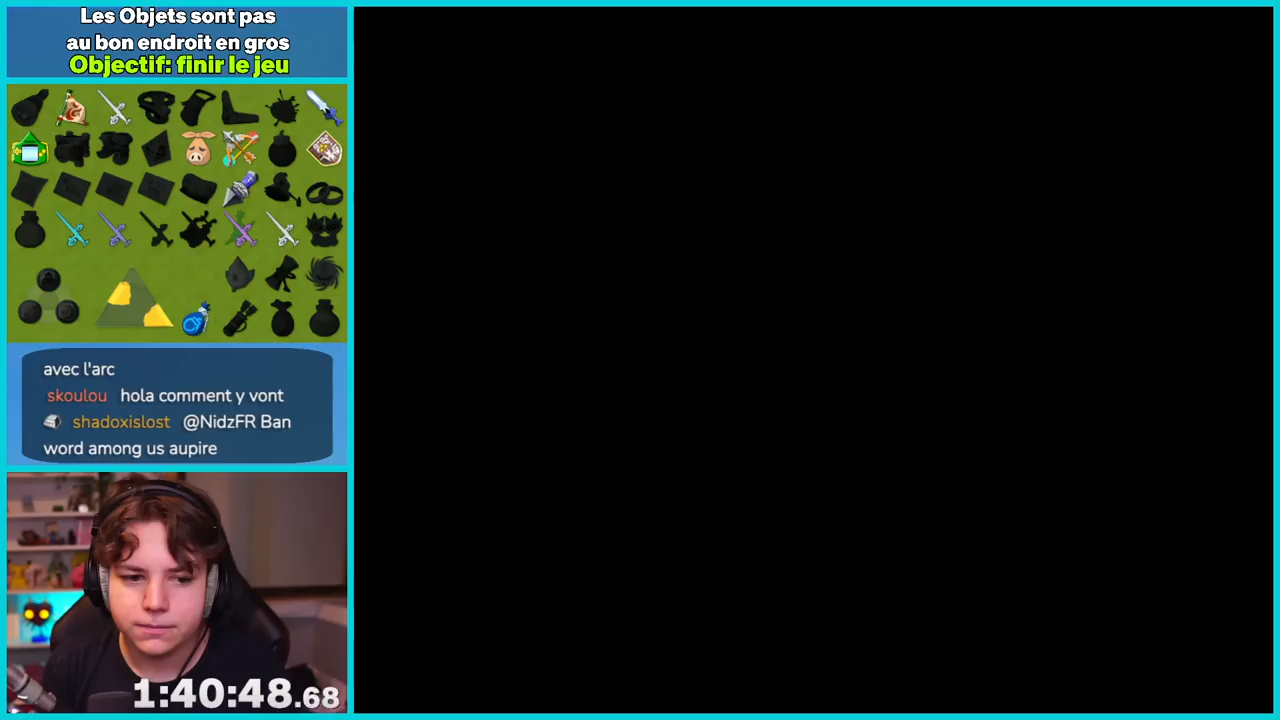 Les Objets sont pas
au bon endroit en gros
Objectif: finir le jeu
avec l'arc
skoulou hola comment y vont
shadoxislost @NidzFR Ban
word among us aupire
1:40:48.68